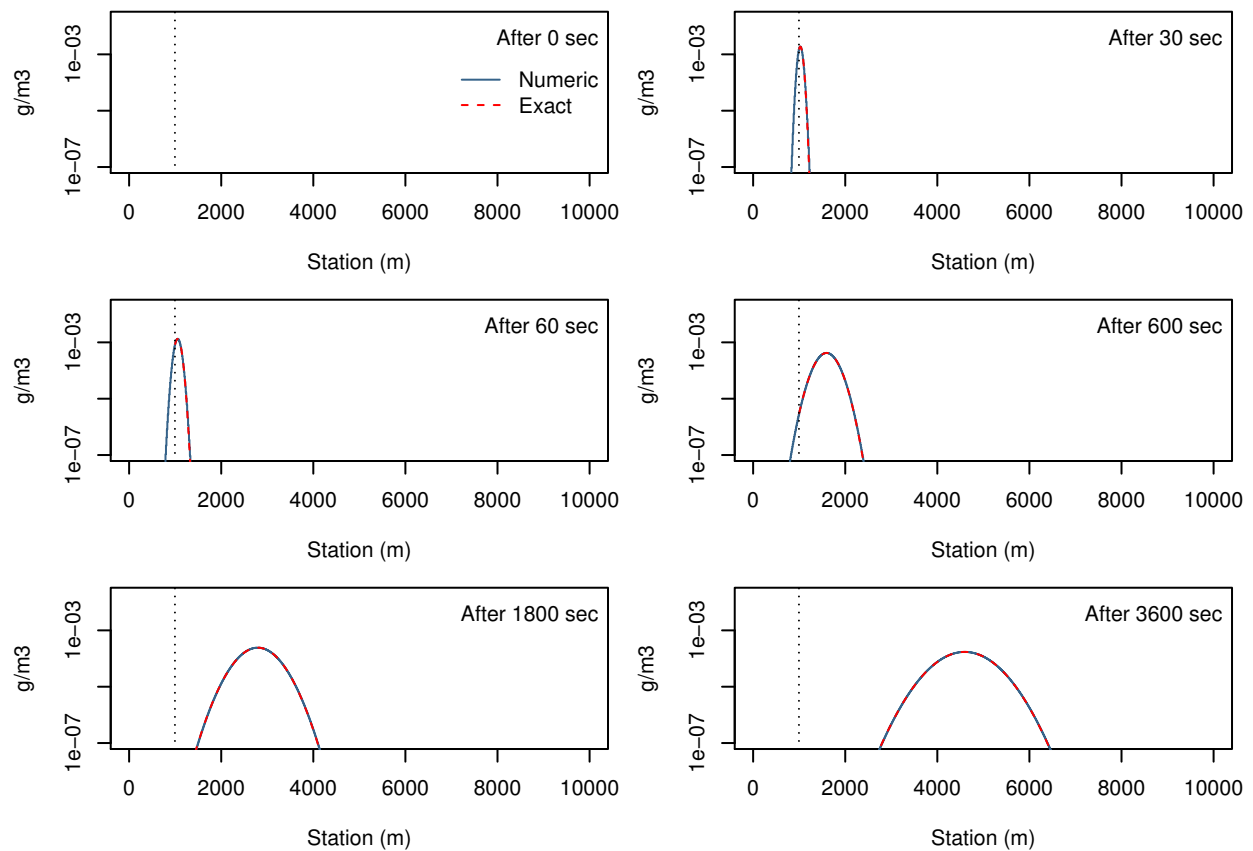 After 0 sec
Numeric
Exact
g/m3
1e-03
1e-07
0 2000 4000 6000 8000 10000
Station (m)
After 30 sec
g/m3
1e-03
1e-07
0 2000 4000 6000 8000 10000
Station (m)
After 60 sec
g/m3
1e-03
1e-07
0 2000 4000 6000 8000 10000
Station (m)
After 600 sec
g/m3
1e-03
1e-07
0 2000 4000 6000 8000 10000
Station (m)
After 1800 sec
g/m3
1e-03
1e-07
0 2000 4000 6000 8000 10000
Station (m)
After 3600 sec
g/m3
1e-03
1e-07
0 2000 4000 6000 8000 10000
Station (m)